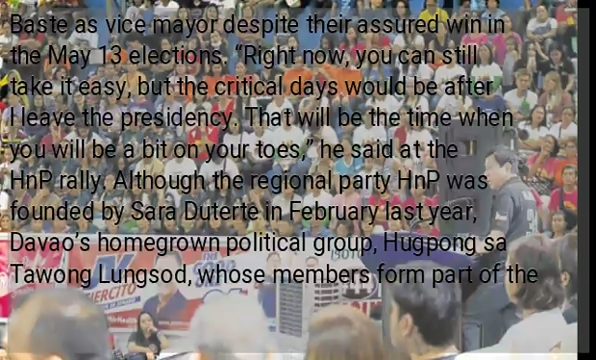 Baste as vice mayor despite their assured win in
the May 13 elections. “Right now, you can still
take it easy, but the critical days would be after
I leave the presidency. That will be the time when
you will be a bit on your toes,” he said at the
HnP rally. Although the regional party HnP was
founded by Sara Duterte in February last year,
Davao’s homegrown political group, Hugpong sa
Tawong Lungsod, whose members form part of the